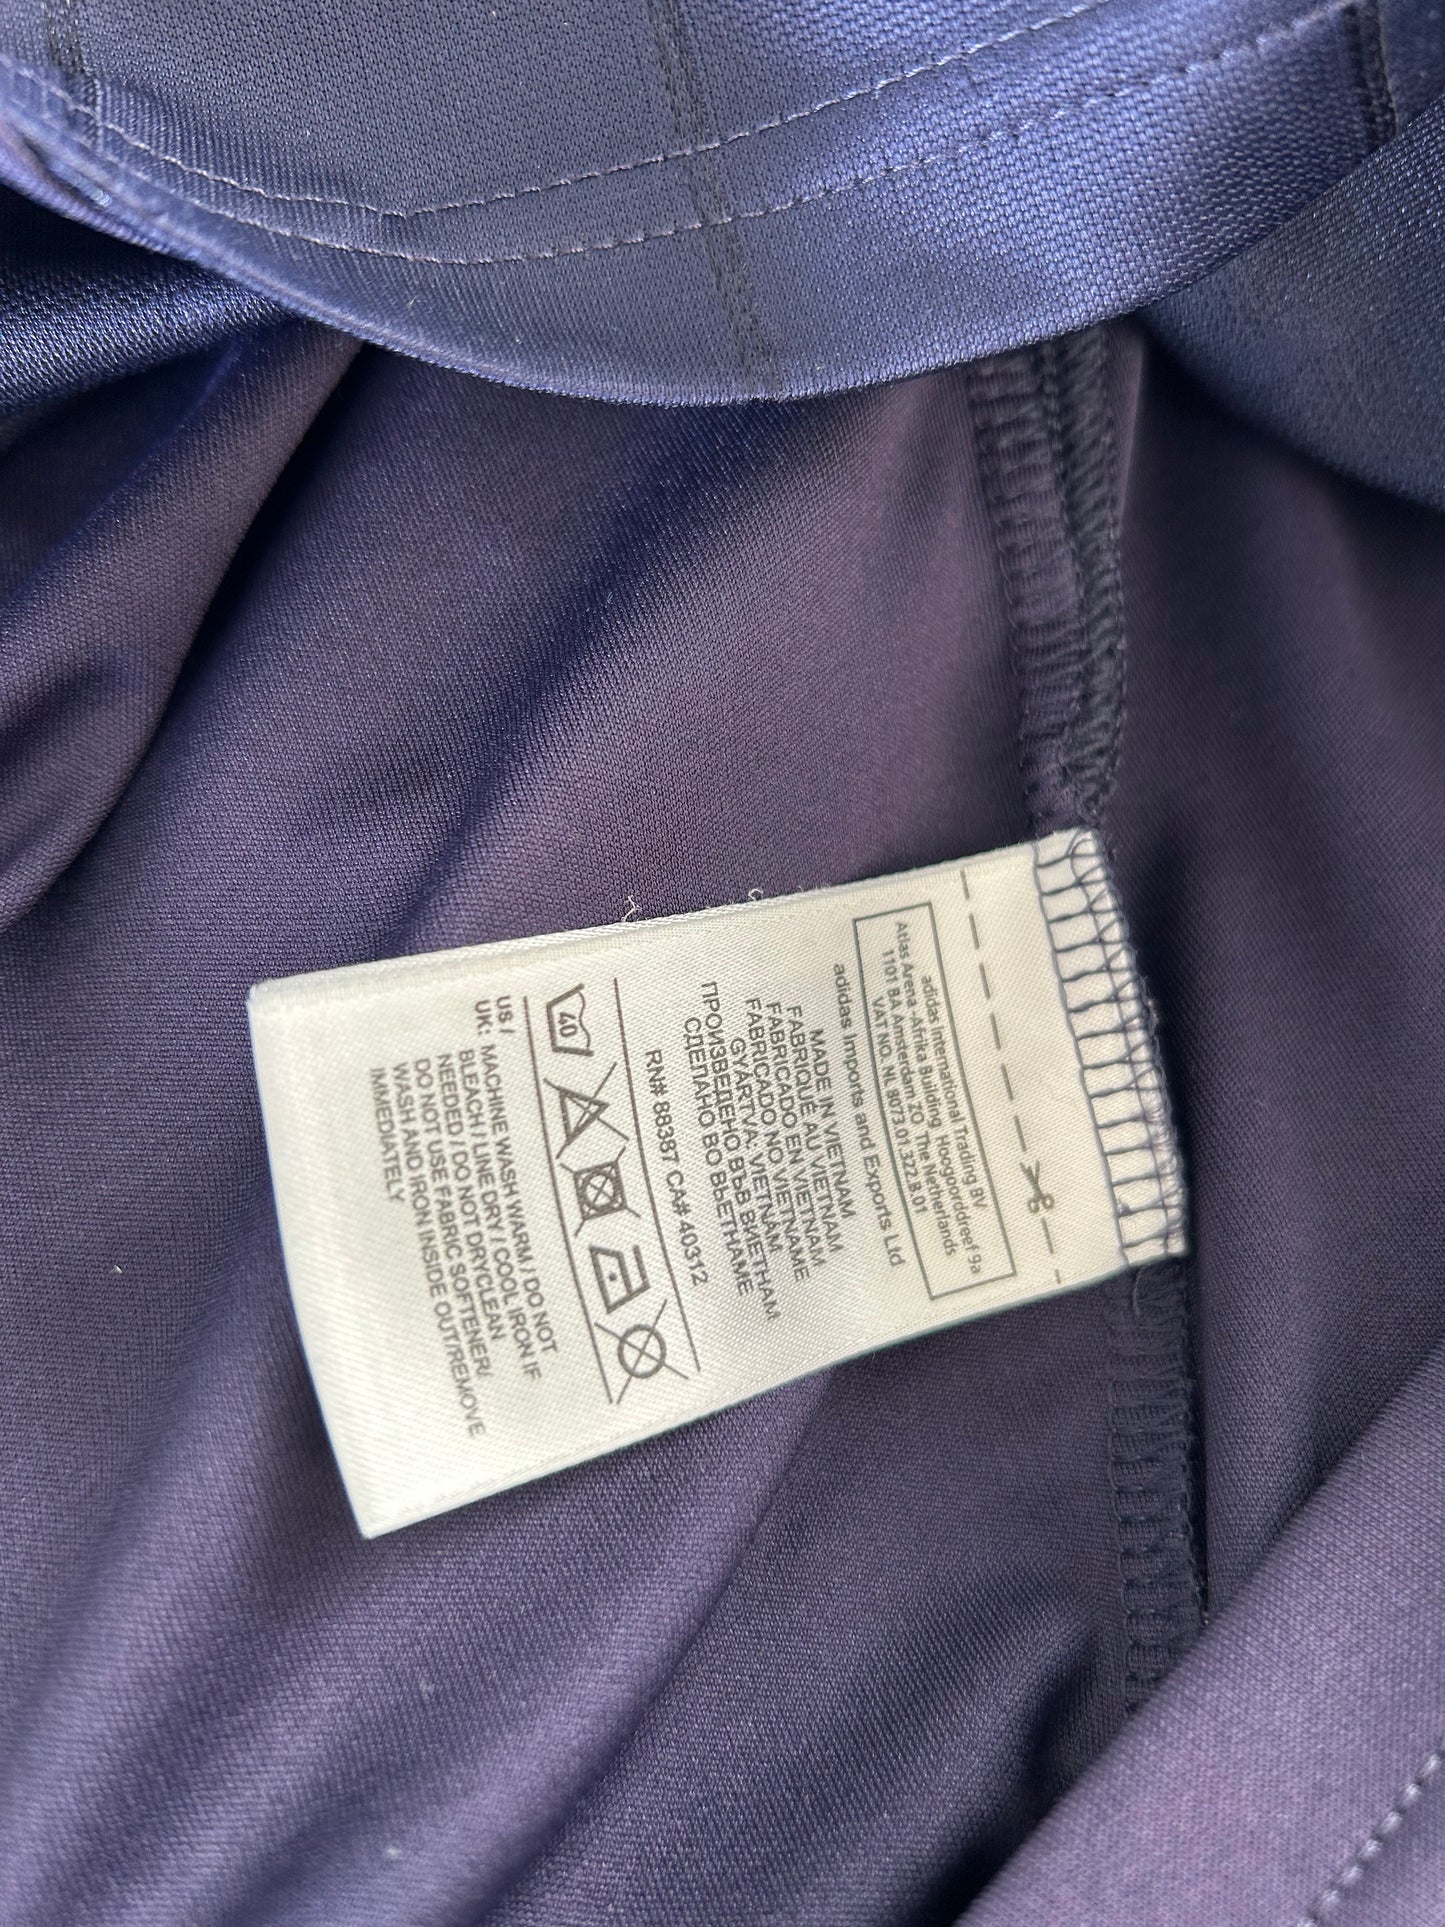 adidas International Trading BV
Atlas Arena -Afrika Building, Hoogoorddreef 9a
1101 BA Amsterdam ZO, The Netherlands
VAT NO. NL 8073.01.322.B.01
adidas Imports and Exports Ltd
MADE IN VIETNAM
FABRIQUÉ AU VIETNAM
FABRICADO EN VIETNAM
FABRICADO NO VIETNAME
GYÁRTVA: VIETNAM
ПРОИЗВЕДЕНО ВЪВ ВИЕТНАМ
СДЕЛАНО ВО ВЬЕТНАМЕ
RN# 88387 CA# 40312
40
US /
UK: MACHINE WASH WARM / DO NOT
BLEACH / LINE DRY / COOL IRON IF
NEEDED / DO NOT DRYCLEAN
DO NOT USE FABRIC SOFTENER/
WASH AND IRON INSIDE OUT/REMOVE
IMMEDIATELY